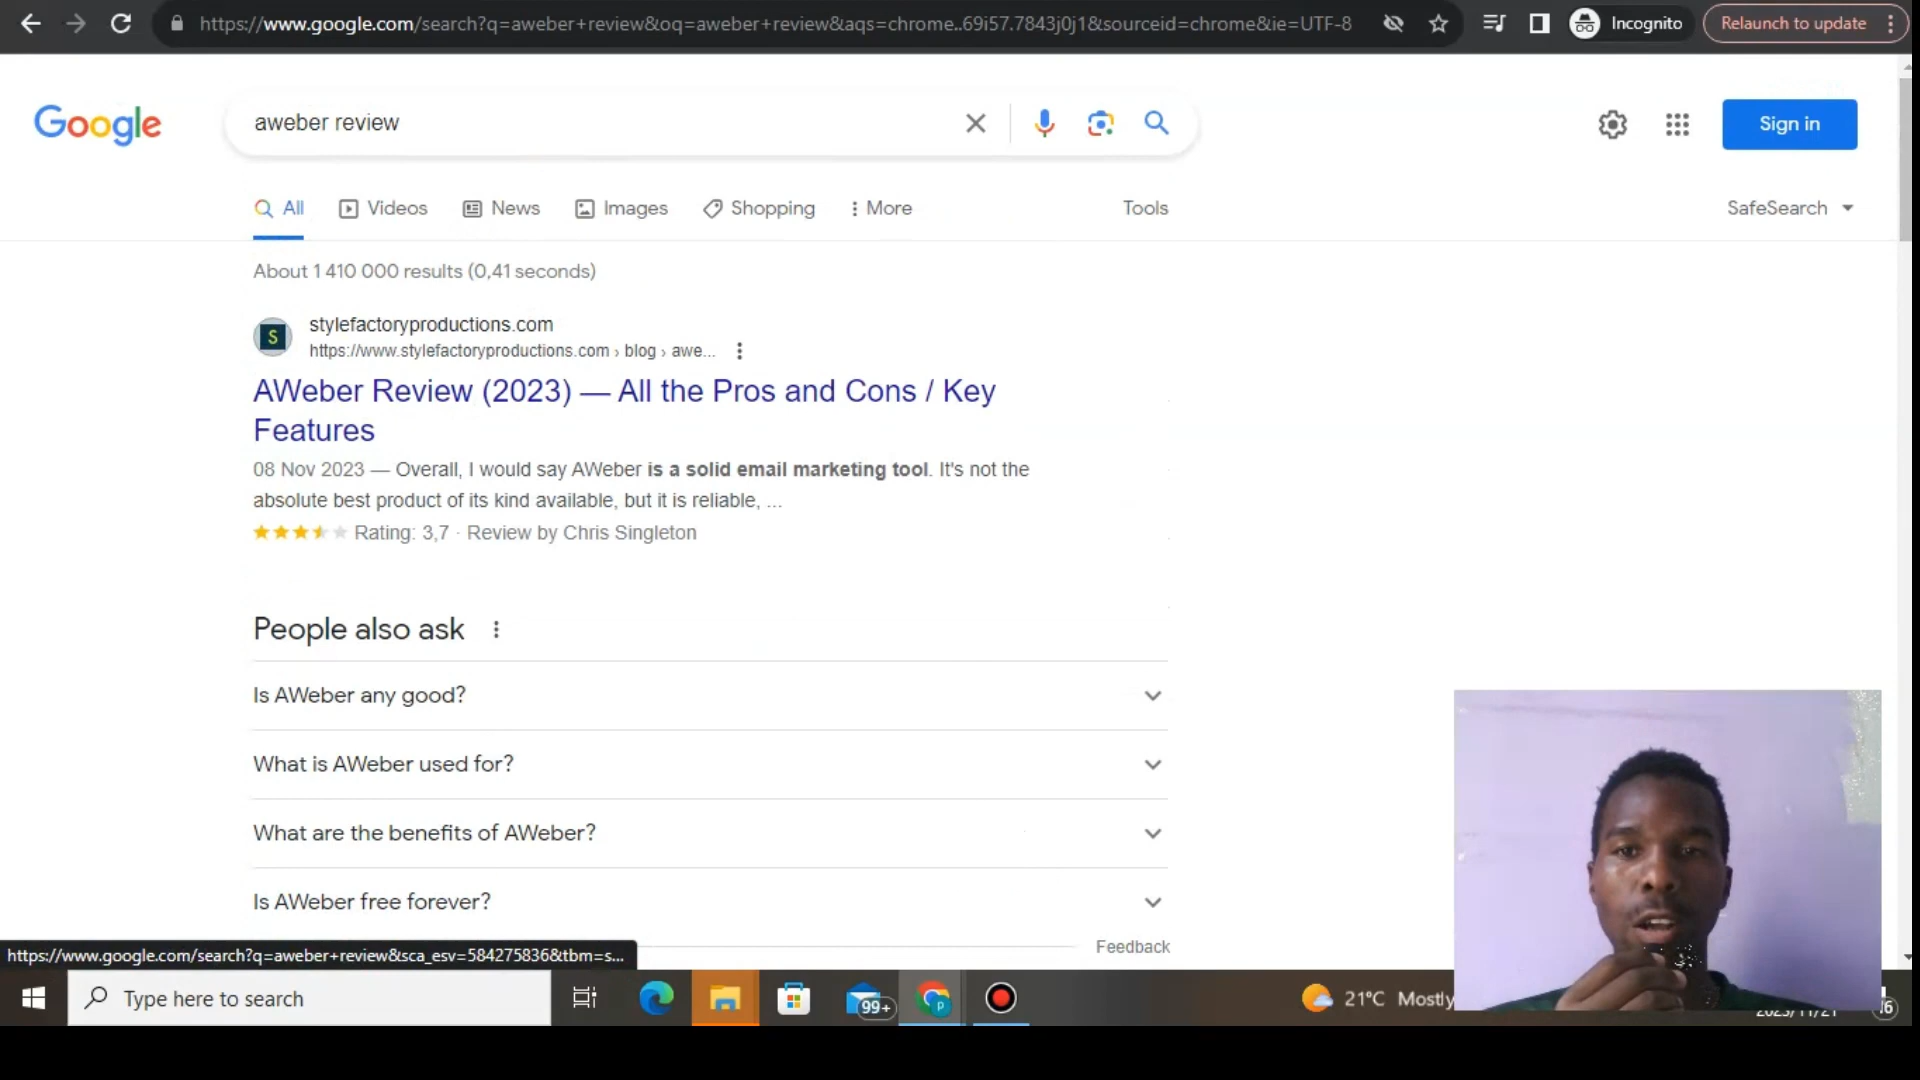 https://www.google.com/search?q=aweber+review&oq=aweber+review&aqs=chrome..69i57.7843j0j1&sourceid=chrome&ie=UTF-8
Incognito
Relaunch to update
Google
aweber review
Sign in
All
Videos
News
Images
Shopping
More
Tools
SafeSearch
About 1 410 000 results (0,41 seconds)
S
stylefactoryproductions.com
https://www.stylefactoryproductions.com › blog › awe...
AWeber Review (2023) — All the Pros and Cons / Key
Features
08 Nov 2023 — Overall, I would say AWeber is a solid email marketing tool. It's not the
absolute best product of its kind available, but it is reliable, ...
Rating: 3,7 · Review by Chris Singleton
People also ask
Is AWeber any good?
What is AWeber used for?
What are the benefits of AWeber?
Is AWeber free forever?
Feedback
https://www.google.com/search?q=aweber+review&sca_esv=584275836&tbm=s...
Type here to search
99+
p
21°C Mostly
2023/11/21